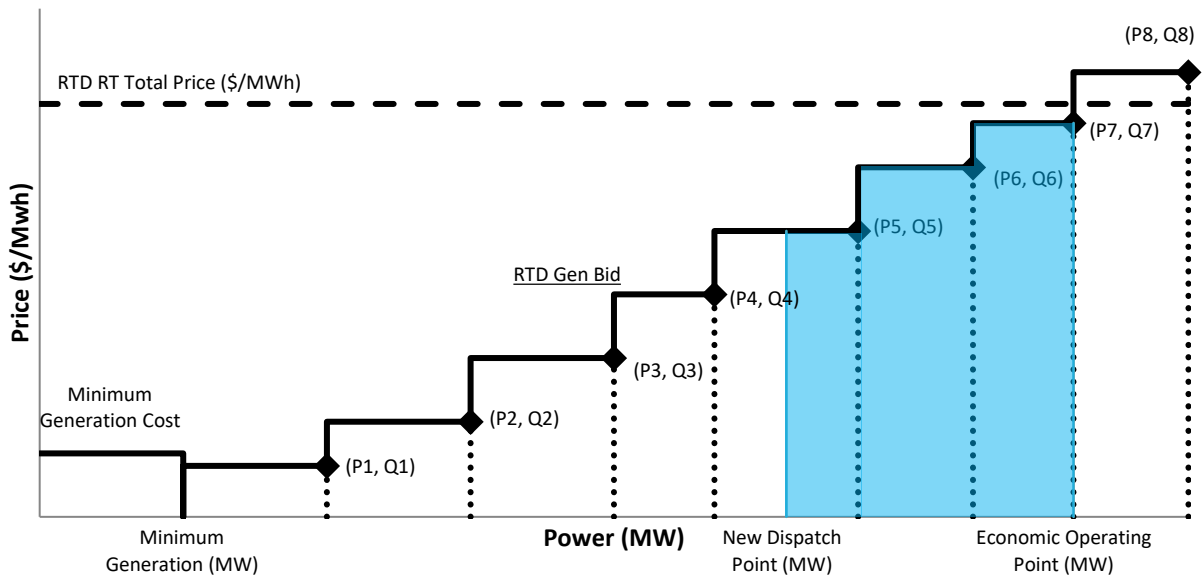 (P8, Q8)
RTD RT Total Price ($/MWh)
(P7, Q7)
(P6, Q6)
(P5, Q5)
RTD Gen Bid
(P4, Q4)
(P3, Q3)
Minimum
Generation Cost
(P2, Q2)
(P1, Q1)
Price ($/Mwh)
Power (MW)
Minimum
Generation (MW)
New Dispatch
Point (MW)
Economic Operating
Point (MW)